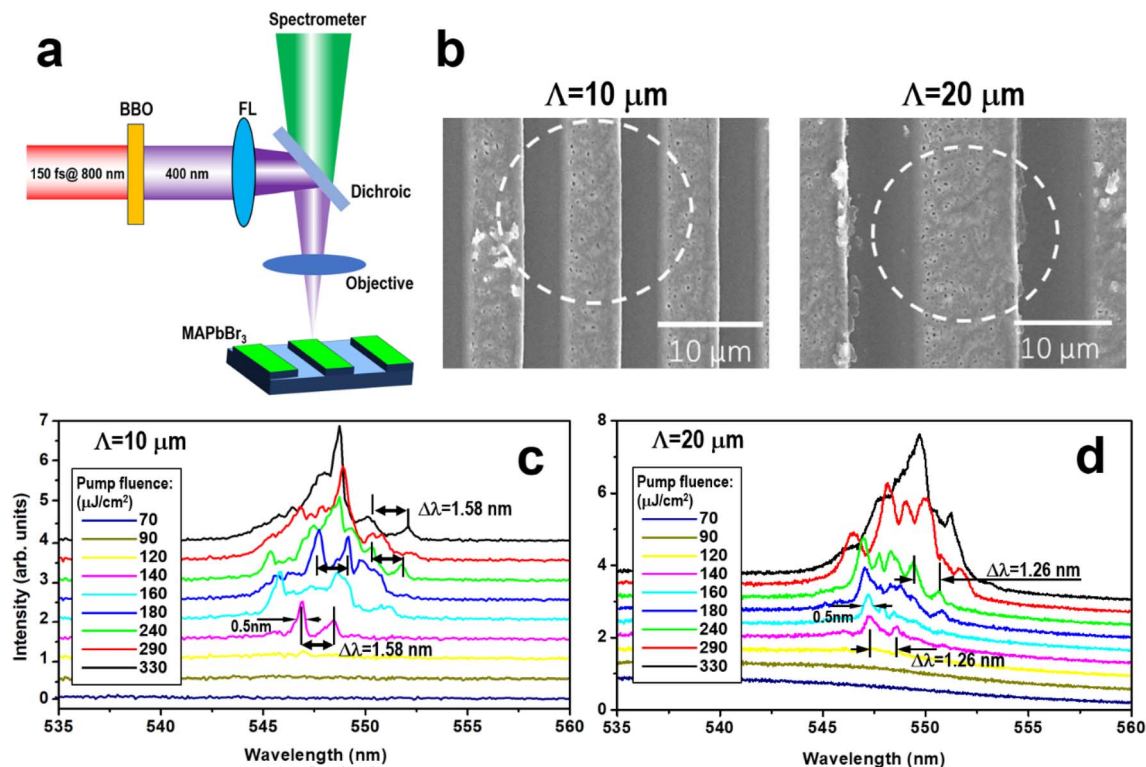 a
Spectrometer
BBO
FL
150 fs@ 800 nm
400 nm
Dichroic
Objective
MAPbBr3
b
Λ=10 μm
Λ=20 μm
10 μm
10 μm
c
Λ=10 μm
Pump fluence:
(μJ/cm²)
70
90
120
140
160
180
240
290
330
Δλ=1.58 nm
0.5nm
Δλ=1.58 nm
7
6
5
4
3
2
1
0
Intensity (arb. units)
535
540
545
550
555
560
Wavelength (nm)
d
Λ=20 μm
Pump fluence:
(μJ/cm²)
70
90
120
140
160
180
240
290
330
Δλ=1.26 nm
0.5nm
Δλ=1.26 nm
8
6
4
2
0
535
540
545
550
555
560
Wavelength (nm)